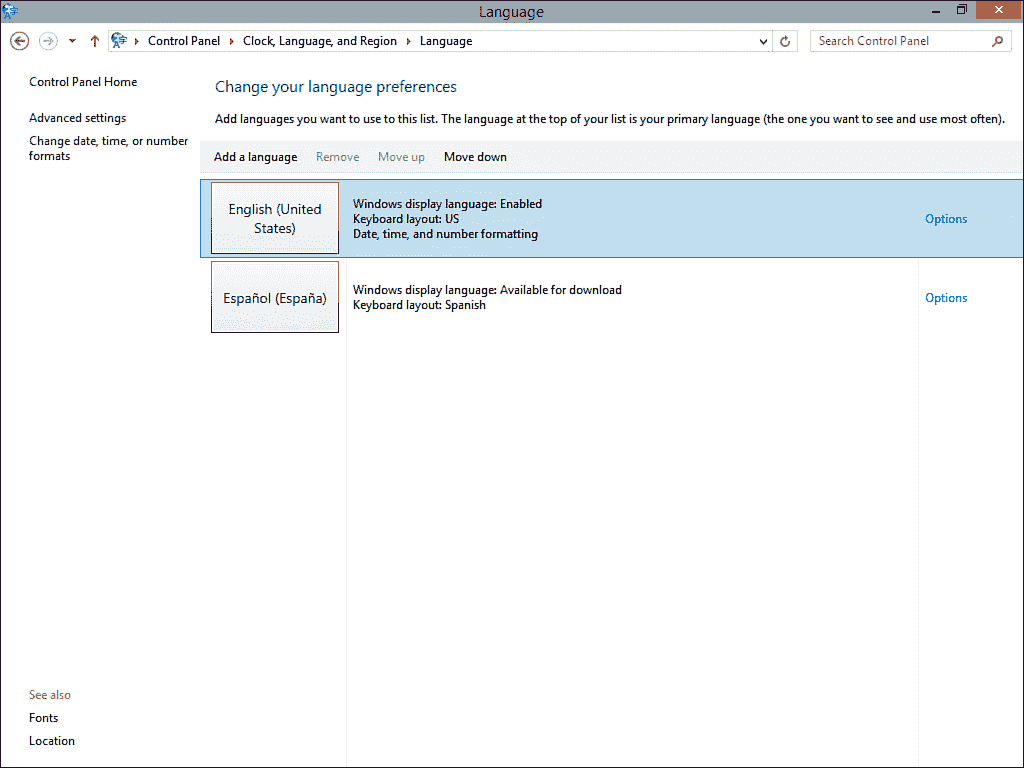 Language
Control Panel Clock, Language, and Region Language
Search Control Panel
Control Panel Home
Advanced settings
Change date, time, or number
formats
Change your language preferences
Add languages you want to use to this list. The language at the top of your list is your primary language (the one you want to see and use most often).
Add a language Remove Move up Move down
English (United
States)
Windows display language: Enabled
Keyboard layout: US
Date, time, and number formatting
Options
Español (España)
Windows display language: Available for download
Keyboard layout: Spanish
Options
See also
Fonts
Location